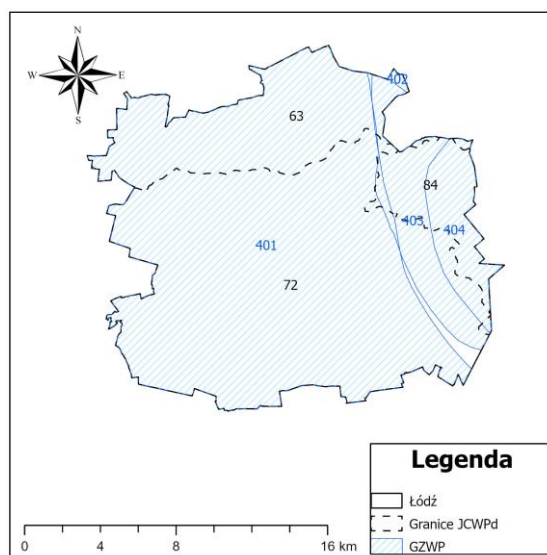 N
W E
S
402
63
84
403
404
401
72
Legenda
Łódź
Granice JCWPd
GZWP
0 4 8 16 km